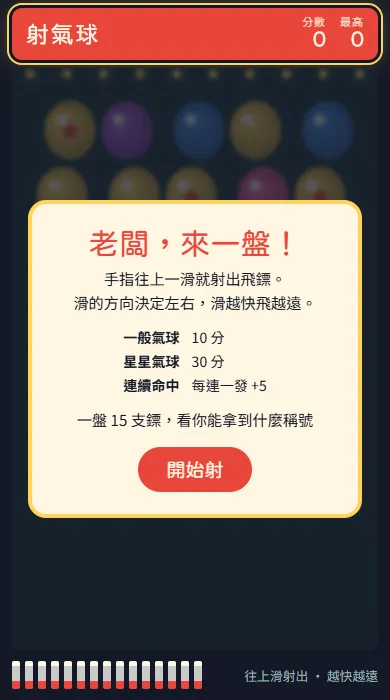 射氣球
分數 最高
0 0
老闆，來一盤！
手指往上一滑就射出飛鏢。
滑的方向決定左右，滑越快飛越遠。
一般氣球 10 分
星星氣球 30 分
連續命中 每連一發 +5
一盤 15 支鏢，看你能拿到什麼稱號
開始射
往上滑射出 · 越快越遠